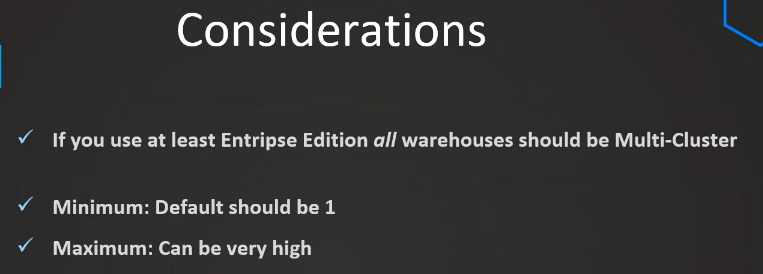 Considerations
If you use at least Entripse Edition all warehouses should be Multi-Cluster
Minimum: Default should be 1
Maximum: Can be very high